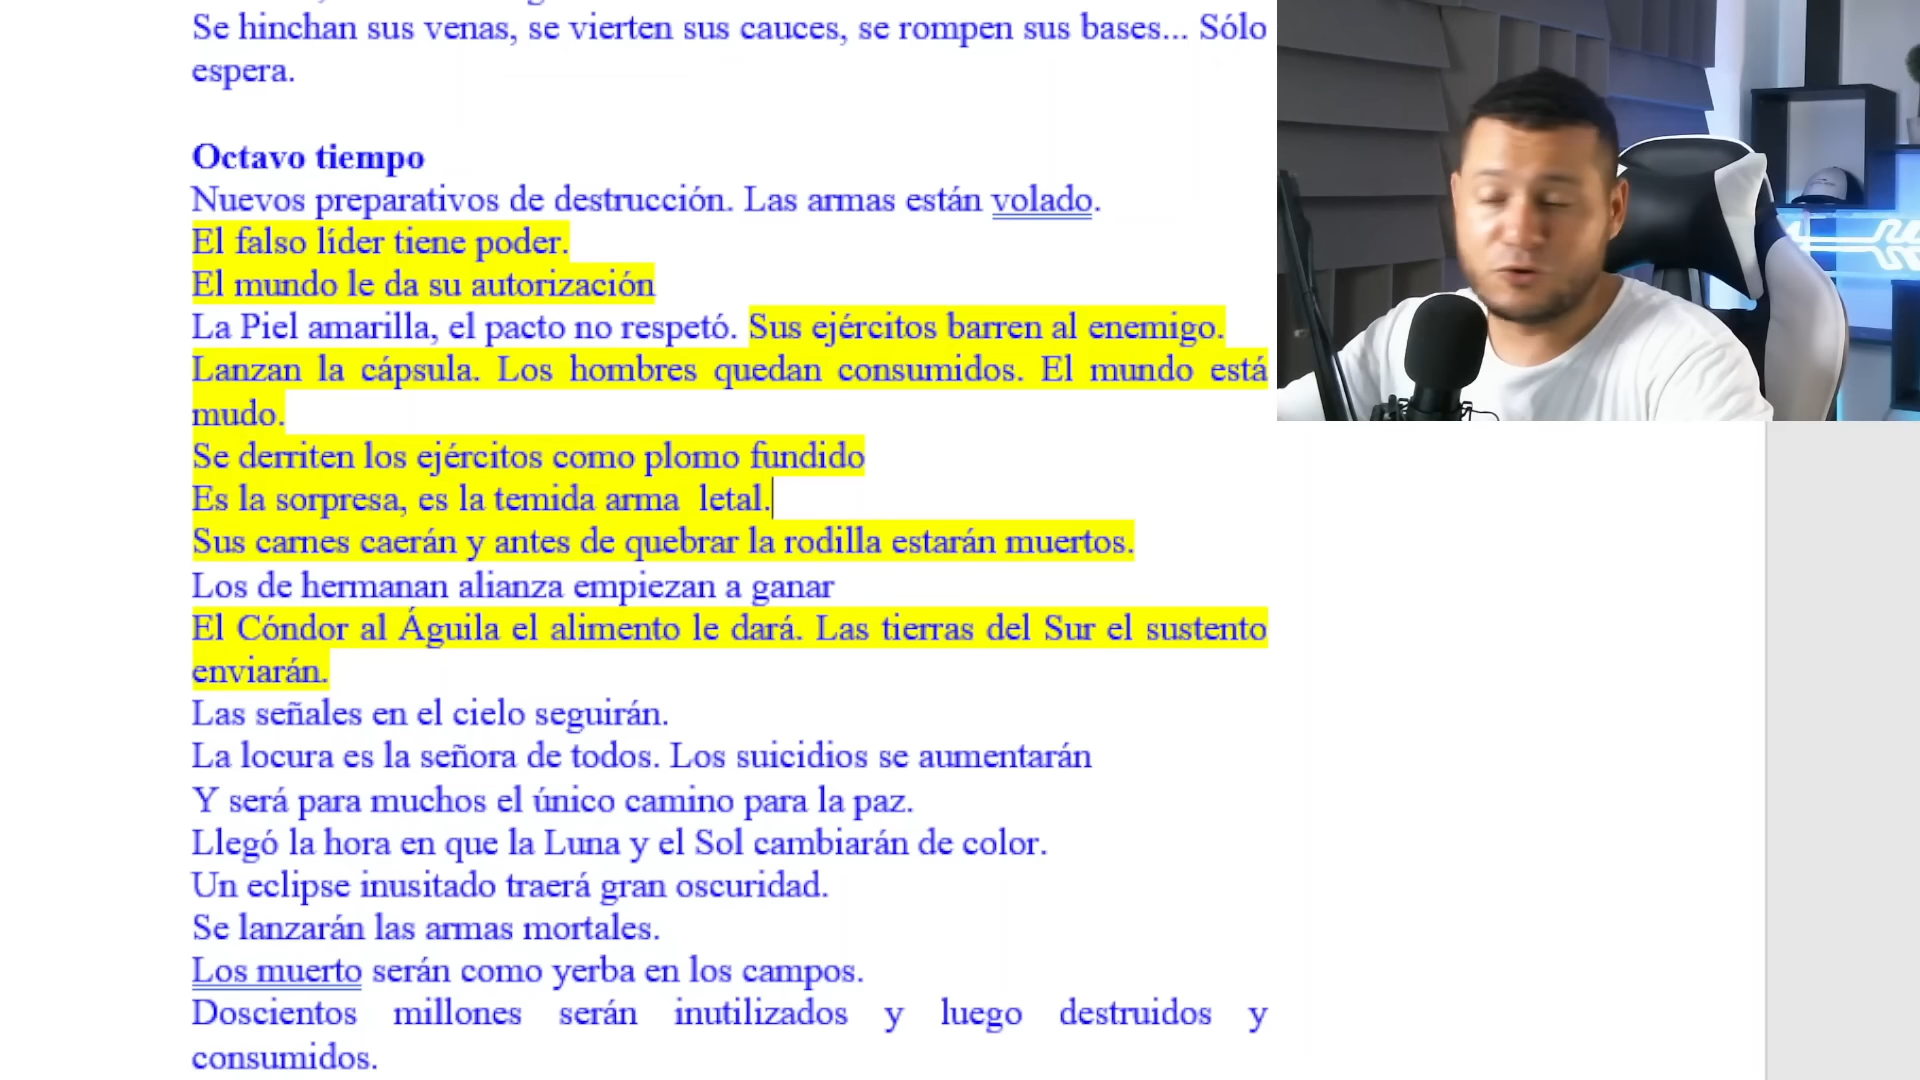 Se hinchan sus venas, se vierten sus cauces, se rompen sus bases... Sólo
espera.
Octavo tiempo
Nuevos preparativos de destrucción. Las armas están volado.
El falso líder tiene poder.
El mundo le da su autorización
La Piel amarilla, el pacto no respetó. Sus ejércitos barren al enemigo.
Lanzan la cápsula. Los hombres quedan consumidos. El mundo está
mudo.
Se derriten los ejércitos como plomo fundido
Es la sorpresa, es la temida arma letal.
Sus carnes caerán y antes de quebrar la rodilla estarán muertos.
Los de hermanan alianza empiezan a ganar
El Cóndor al Águila el alimento le dará. Las tierras del Sur el sustento
enviarán.
Las señales en el cielo seguirán.
La locura es la señora de todos. Los suicidios se aumentarán
Y será para muchos el único camino para la paz.
Llegó la hora en que la Luna y el Sol cambiarán de color.
Un eclipse inusitado traerá gran oscuridad.
Se lanzarán las armas mortales.
Los muerto serán como yerba en los campos.
Doscientos millones serán inutilizados y luego destruidos y
consumidos.